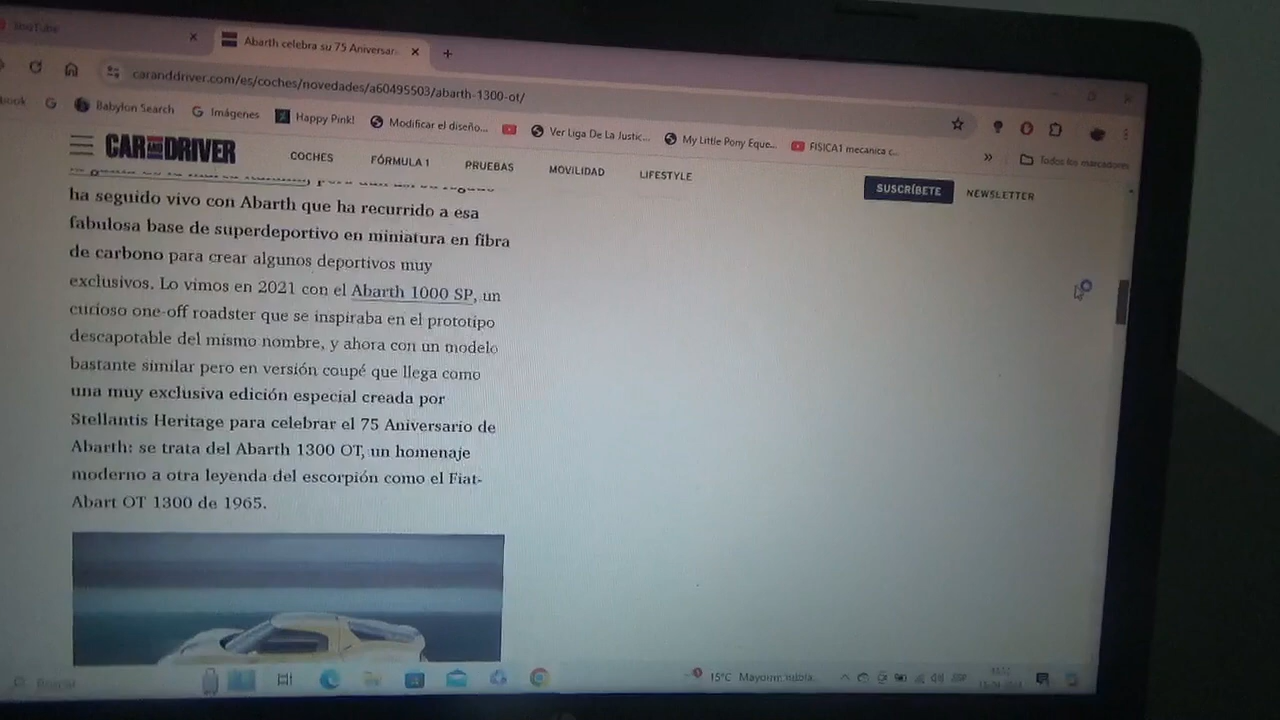 YouTube
Abarth celebra su 75 Aniversar
caranddriver.com/es/coches/novedades/a60495503/abarth-1300-ot/
Babylon Search
Imágenes
Happy Pink!
Modificar el diseño...
Ver Liga De La Justic...
My Little Pony Eque...
FISICA1 mecanica c...
»
Todos los marcadores
CAR AND DRIVER
COCHES
FÓRMULA 1
PRUEBAS
MOVILIDAD
LIFESTYLE
SUSCRÍBETE
NEWSLETTER
ha seguido vivo con Abarth que ha recurrido a esa
fabulosa base de superdeportivo en miniatura en fibra
de carbono para crear algunos deportivos muy
exclusivos. Lo vimos en 2021 con el Abarth 1000 SP, un
curioso one-off roadster que se inspiraba en el prototipo
descapotable del mismo nombre, y ahora con un modelo
bastante similar pero en versión coupé que llega como
una muy exclusiva edición especial creada por
Stellantis Heritage para celebrar el 75 Aniversario de
Abarth: se trata del Abarth 1300 OT, un homenaje
moderno a otra leyenda del escorpión como el Fiat-
Abart OT 1300 de 1965.
Buscar
15°C